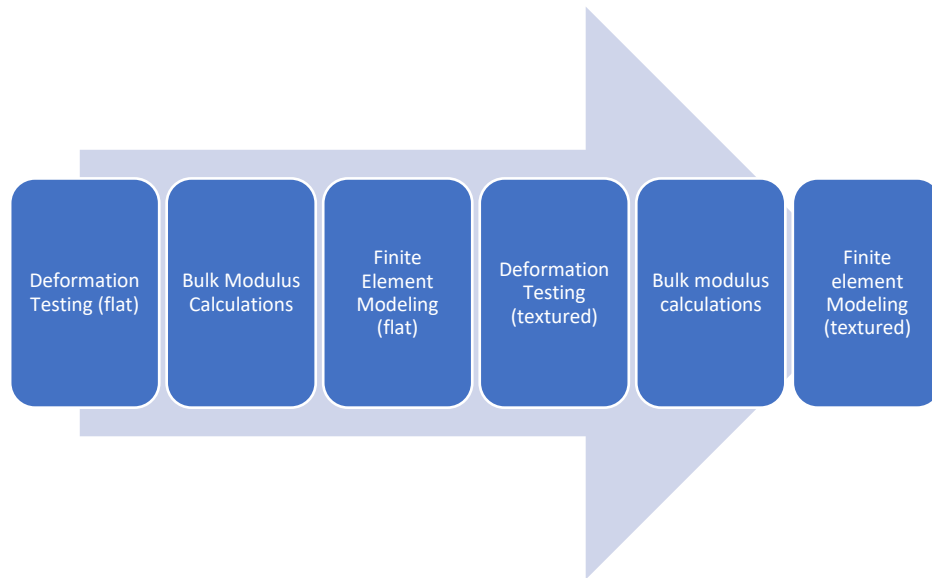 Deformation
Testing (flat)
Bulk Modulus
Calculations
Finite
Element
Modeling
(flat)
Deformation
Testing
(textured)
Bulk modulus
calculations
Finite
element
Modeling
(textured)